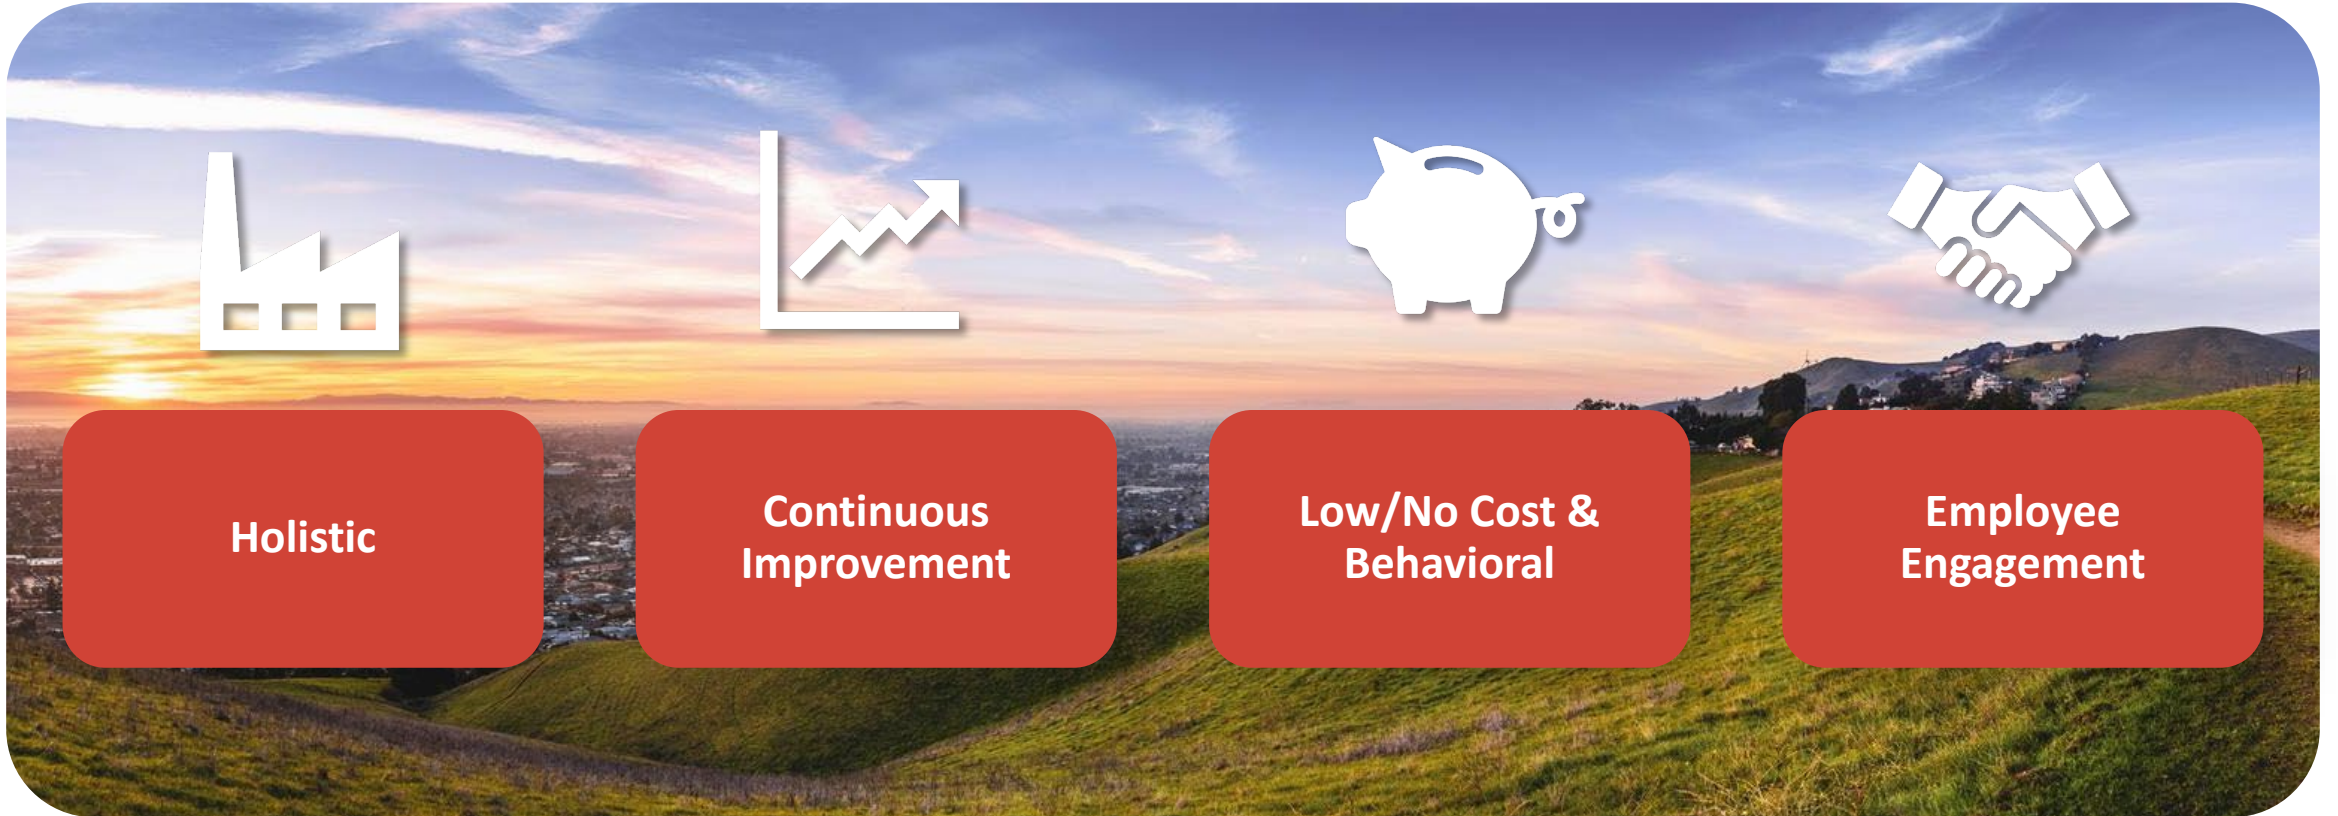 Holistic
Continuous
Improvement
Low/No Cost &
Behavioral
Employee
Engagement